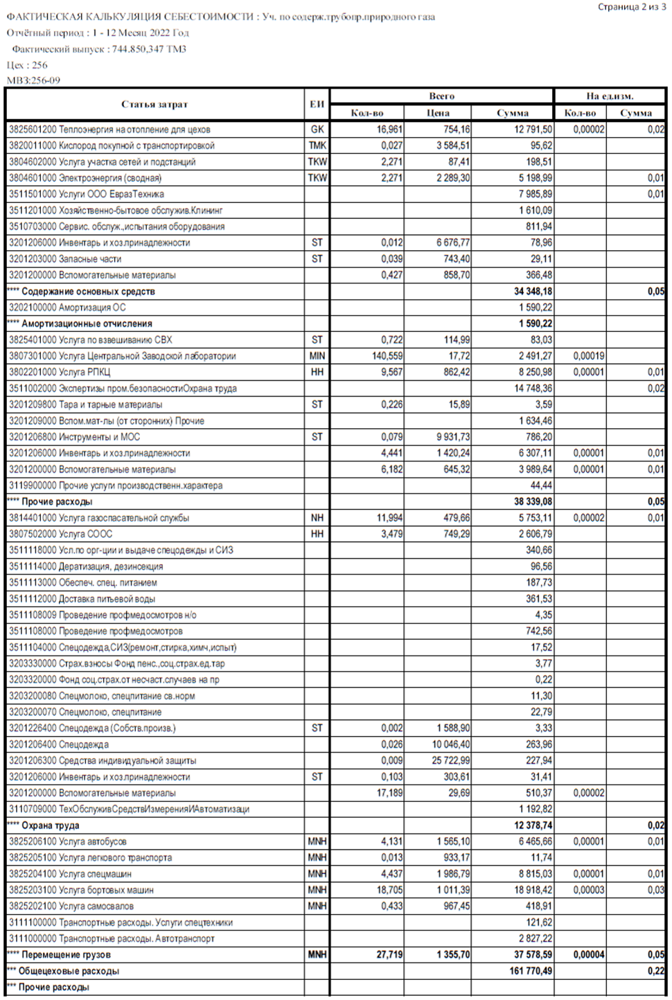 Страница 2 из 3
ФАКТИЧЕСКАЯ КАЛЬКУЛЯЦИЯ СЕБЕСТОИМОСТИ : Уч. по содерж.трубопр.природного газа
Отчётный период : 1 - 12 Месяц 2022 Год
Фактический выпуск : 744.850,347 ТМ3
Цех : 256
МВЗ:256-09
Статья затрат ЕИ Всего На ед.изм.
Кол-во Цена Сумма Кол-во Сумма
3825601200 Теплоэнергия на отопление для цехов GK 16,961 754,16 12 791,50 0,00002 0,02
3820011000 Кислород покупной с транспортировкой TMK 0,027 3 584,51 95,62
3804602000 Услуга участка сетей и подстанций TKW 2,271 87,41 198,51
3804601000 Электроэнергия (сводная) TKW 2,271 2 289,30 5 198,99 0,01
3511501000 Услуги ООО ЕвразТехника 7 985,89 0,01
3511201000 Хозяйственно-бытовое обслужив.Клининг 1 610,09
3510703000 Сервис. обслуж.,испытания оборудования 811,94
3201206000 Инвентарь и хоз.принадлежности ST 0,012 6 676,77 78,96
3201203000 Запасные части ST 0,039 743,40 29,11
3201200000 Вспомогательные материалы 0,427 858,70 366,48
**** Содержание основных средств 34 348,18 0,05
3202100000 Амортизация ОС 1 590,22
**** Амортизационные отчисления 1 590,22
3825401000 Услуга по взвешиванию СВХ ST 0,722 114,99 83,03
3807301000 Услуга Центральной Заводской лаборатории MIN 140,559 17,72 2 491,27 0,00019
3802201000 Услуга РПКЦ HH 9,567 862,42 8 250,98 0,00001 0,01
3511002000 Экспертизы пром.безопасностиОхрана труда 14 748,36 0,02
3201209800 Тара и тарные материалы ST 0,226 15,89 3,59
3201209000 Вспом.мат-лы (от сторонних) Прочие 1 634,46
3201206800 Инструменты и МОС ST 0,079 9 931,73 786,20
3201206000 Инвентарь и хоз.принадлежности 4,441 1 420,24 6 307,11 0,00001 0,01
3201200000 Вспомогательные материалы 6,182 645,32 3 989,64 0,00001 0,01
3119900000 Прочие услуги производственн.характера 44,44
**** Прочие расходы 38 339,08 0,05
3814401000 Услуга газоспасательной службы NH 11,994 479,66 5 753,11 0,00002 0,01
3807502000 Услуга СООС HH 3,479 749,29 2 606,79
3511118000 Усл.по орг-ции и выдаче спецодежды и СИЗ 340,66
3511114000 Дератизация, дезинсекция 96,56
3511113000 Обеспеч. спец. питанием 187,73
3511112000 Доставка питьевой воды 361,53
3511108009 Проведение профмедосмотров н/о 4,35
3511108000 Проведение профмедосмотров 742,56
3511104000 Спецодежда,СИЗ(ремонт,стирка,химч,испыт) 17,52
3203330000 Страх.взносы Фонд пенс.,соц.страх.ед.тар 3,77
3203320000 Фонд соц.страх.от несчаст.случаев на пр 0,22
3203200080 Спецмолоко, спецпитание св.норм 11,30
3203200070 Спецмолоко, спецпитание 22,79
3201226400 Спецодежда (Собств.произв.) ST 0,002 1 588,90 3,33
3201206400 Спецодежда 0,026 10 046,40 263,96
3201206300 Средства индивидуальной защиты 0,009 25 722,99 227,94
3201206000 Инвентарь и хоз.принадлежности ST 0,103 303,61 31,41
3201200000 Вспомогательные материалы 17,189 29,69 510,37 0,00002
3110709000 ТехОбслуживСредствИзмеренияИАвтоматизаци 1 192,82
**** Охрана труда 12 378,74 0,02
3825206100 Услуга автобусов MNH 4,131 1 565,10 6 465,66 0,00001 0,01
3825205100 Услуга легкового транспорта MNH 0,013 933,17 11,74
3825204100 Услуга спецмашин MNH 4,437 1 986,79 8 815,03 0,00001 0,01
3825203100 Услуга бортовых машин MNH 18,705 1 011,39 18 918,42 0,00003 0,03
3825202100 Услуга самосвалов MNH 0,433 967,45 418,91
3111100000 Транспортные расходы. Услуги спецтехники 121,62
3111000000 Транспортные расходы. Автотранспорт 2 827,22
**** Перемещение грузов MNH 27,719 1 355,70 37 578,59 0,00004 0,05
*** Общецеховые расходы 161 770,49 0,22
*** Прочие расходы